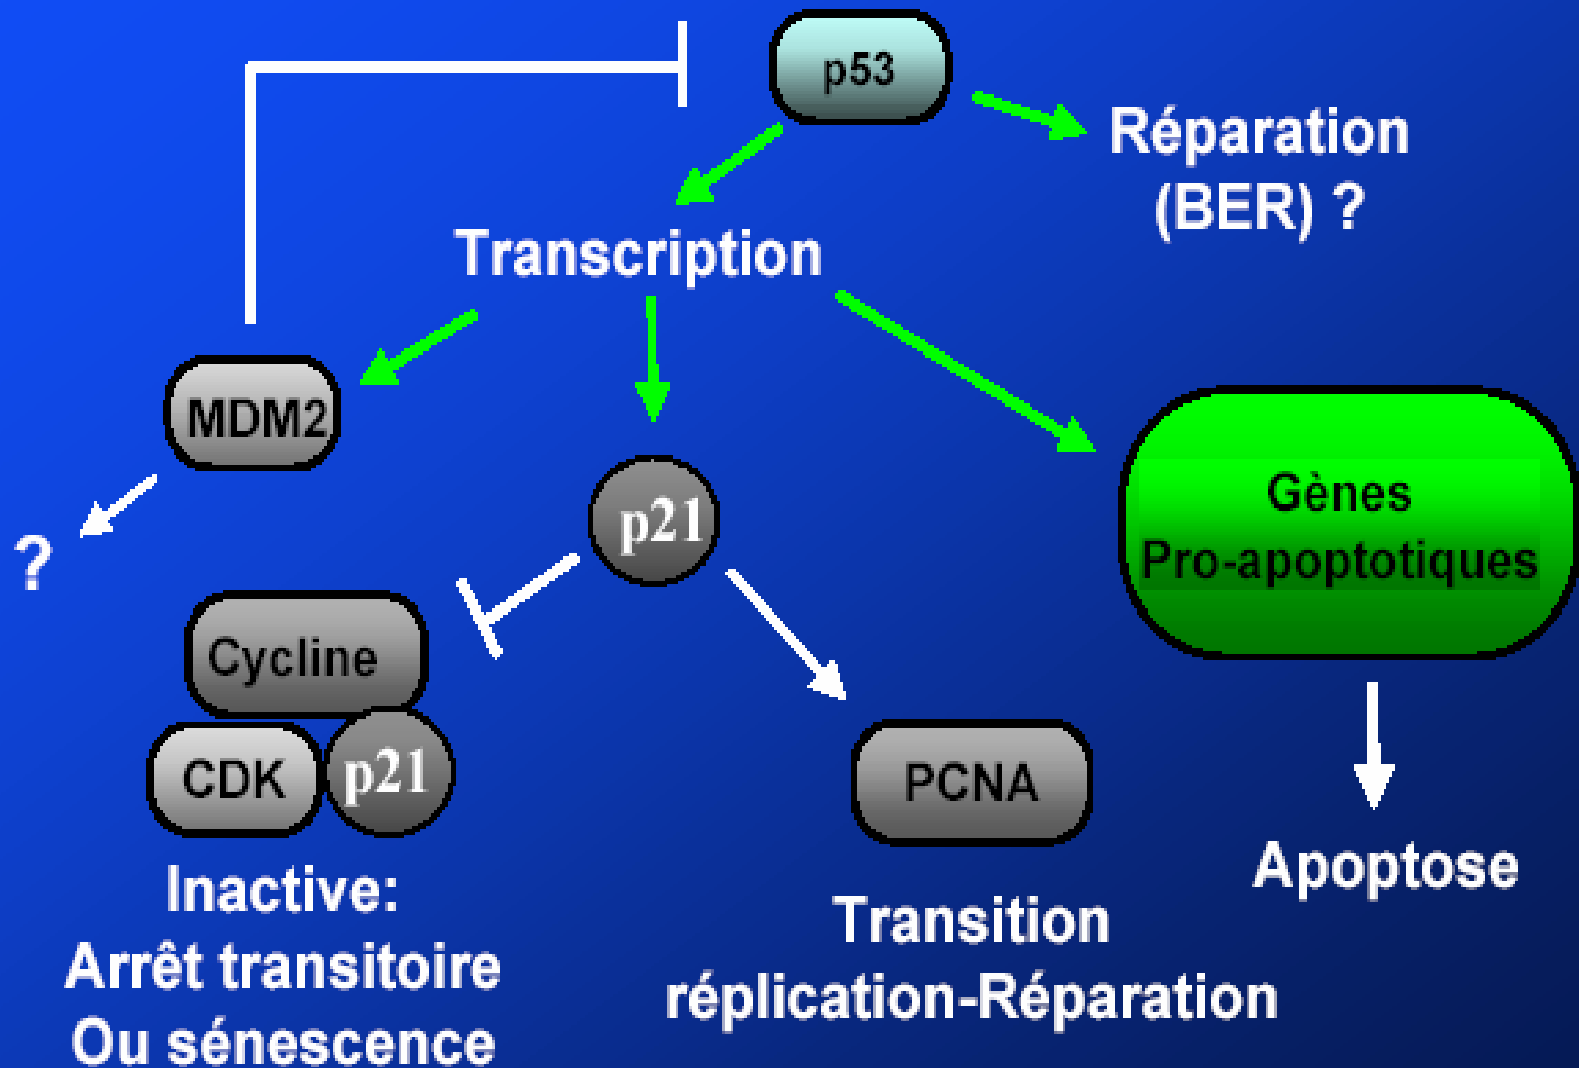 p53
Réparation
(BER) ?
Transcription
MDM2
?
p21
Gènes
Pro-apoptotiques
Cycline
CDK
p21
PCNA
Inactive:
Arrêt transitoire
Ou sénescence
Transition
réplication-Réparation
Apoptose